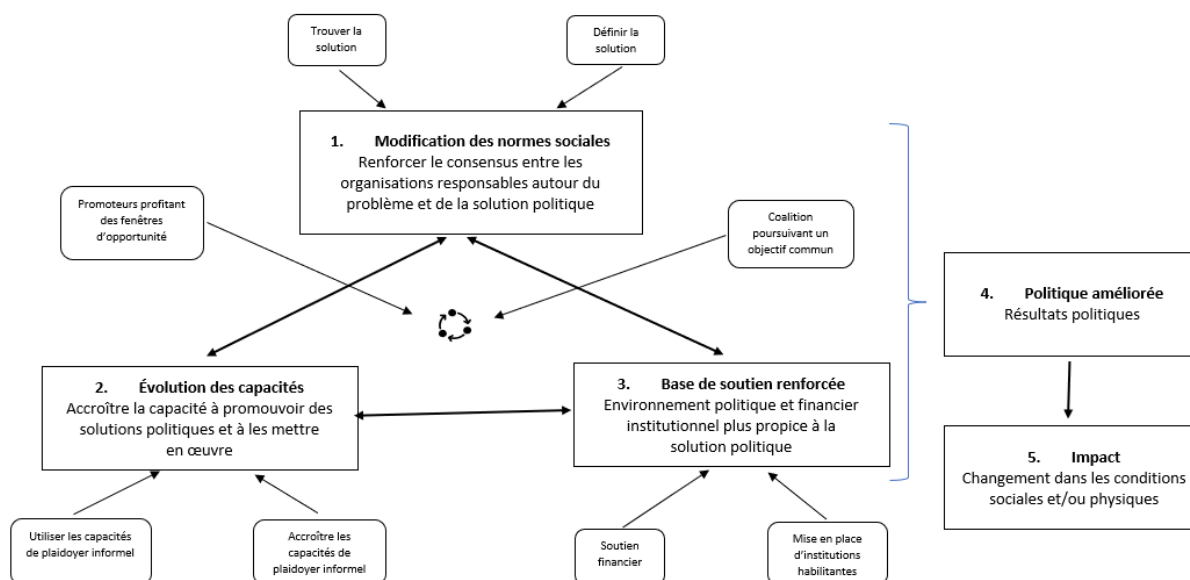 Trouver la
solution
Définir la
solution
1. Modification des normes sociales
Renforcer le consensus entre les
organisations responsables autour du
problème et de la solution politique
Promoteurs profitant
des fenêtres
d'opportunité
Coalition
poursuivant un
objectif commun
4. Politique améliorée
Résultats politiques
2. Évolution des capacités
Accroître la capacité à promouvoir des
solutions politiques et à les mettre
en œuvre
3. Base de soutien renforcée
Environnement politique et financier
institutionnel plus propice à la
solution politique
5. Impact
Changement dans les conditions
sociales et/ou physiques
Utiliser les capacités
de plaidoyer informel
Accroître les
capacités de
plaidoyer informel
Soutien
financier
Mise en place
d'institutions
habilitantes